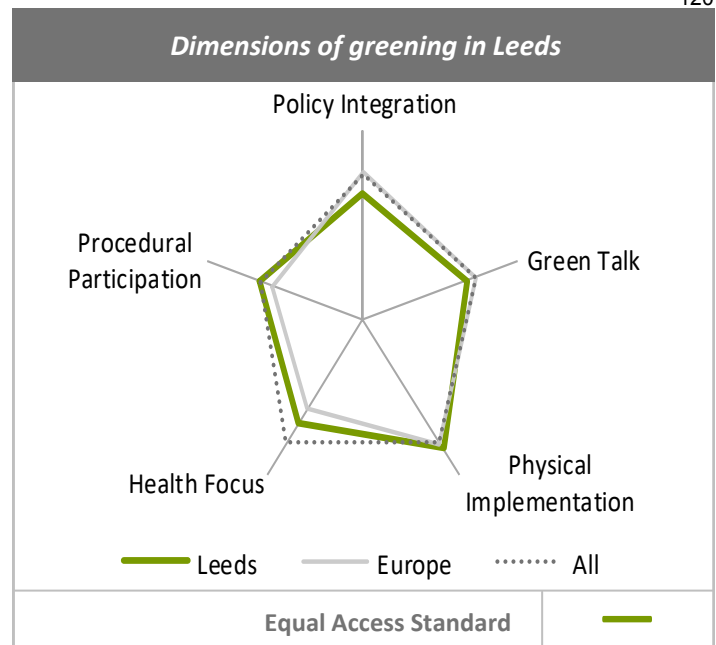 Dimensions of greening in Leeds
Policy Integration
Procedural
Participation
Green Talk
Health Focus
Physical
Implementation
Leeds
Europe
All
Equal Access Standard